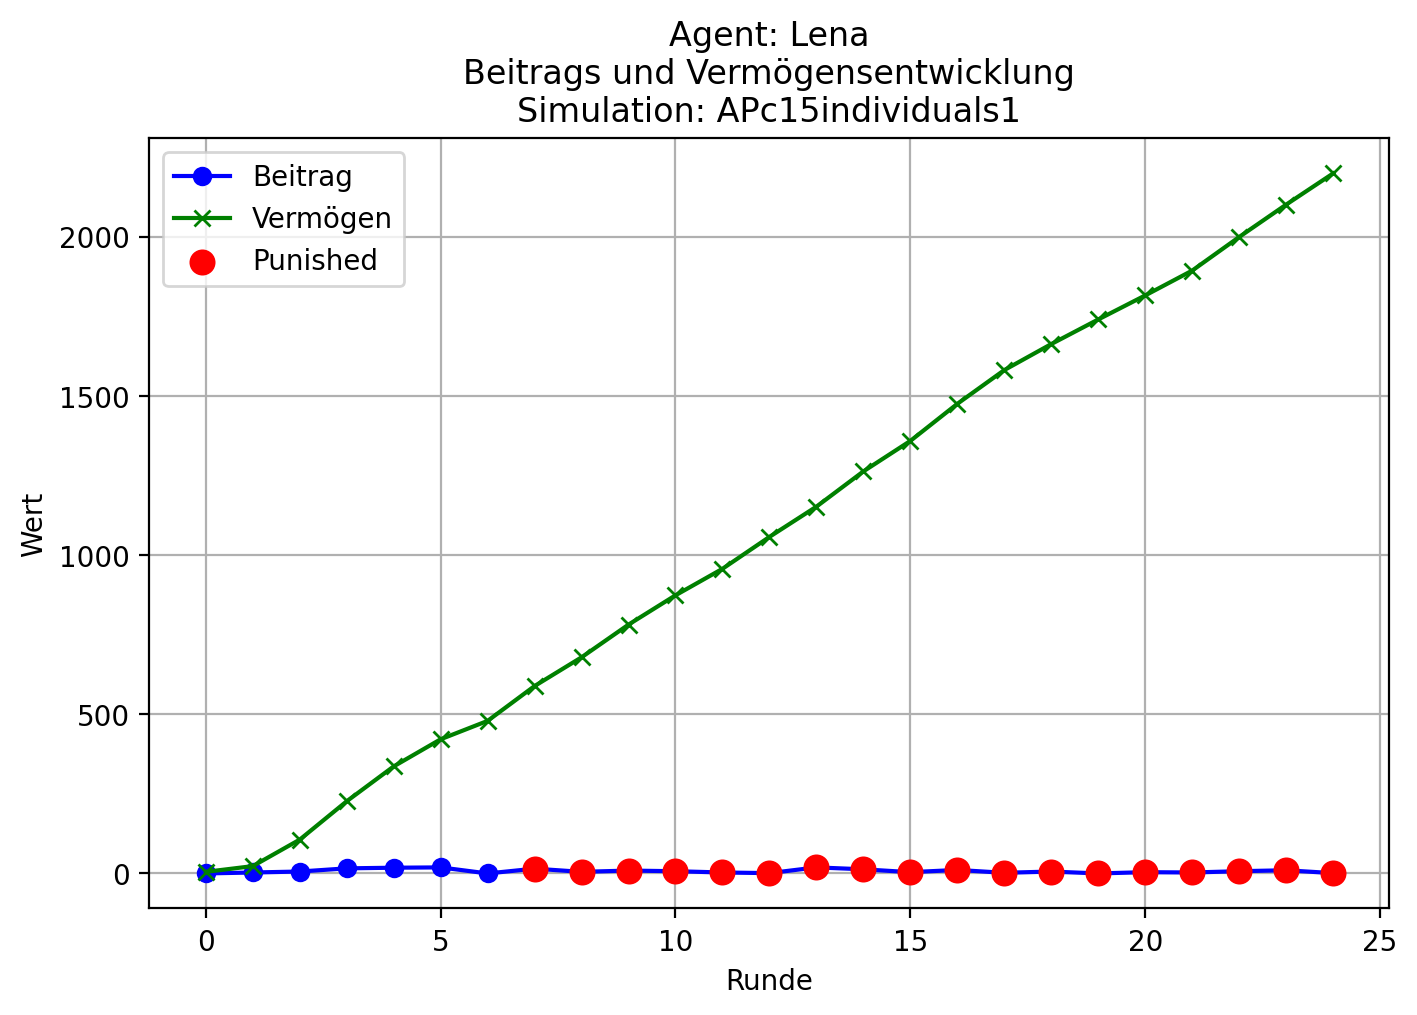 Agent: Lena
Beitrags und Vermögensentwicklung
Simulation: APc15individuals1
Beitrag
Vermögen
Punished
2000
1500
1000
500
0
Wert
0 5 10 15 20 25
Runde